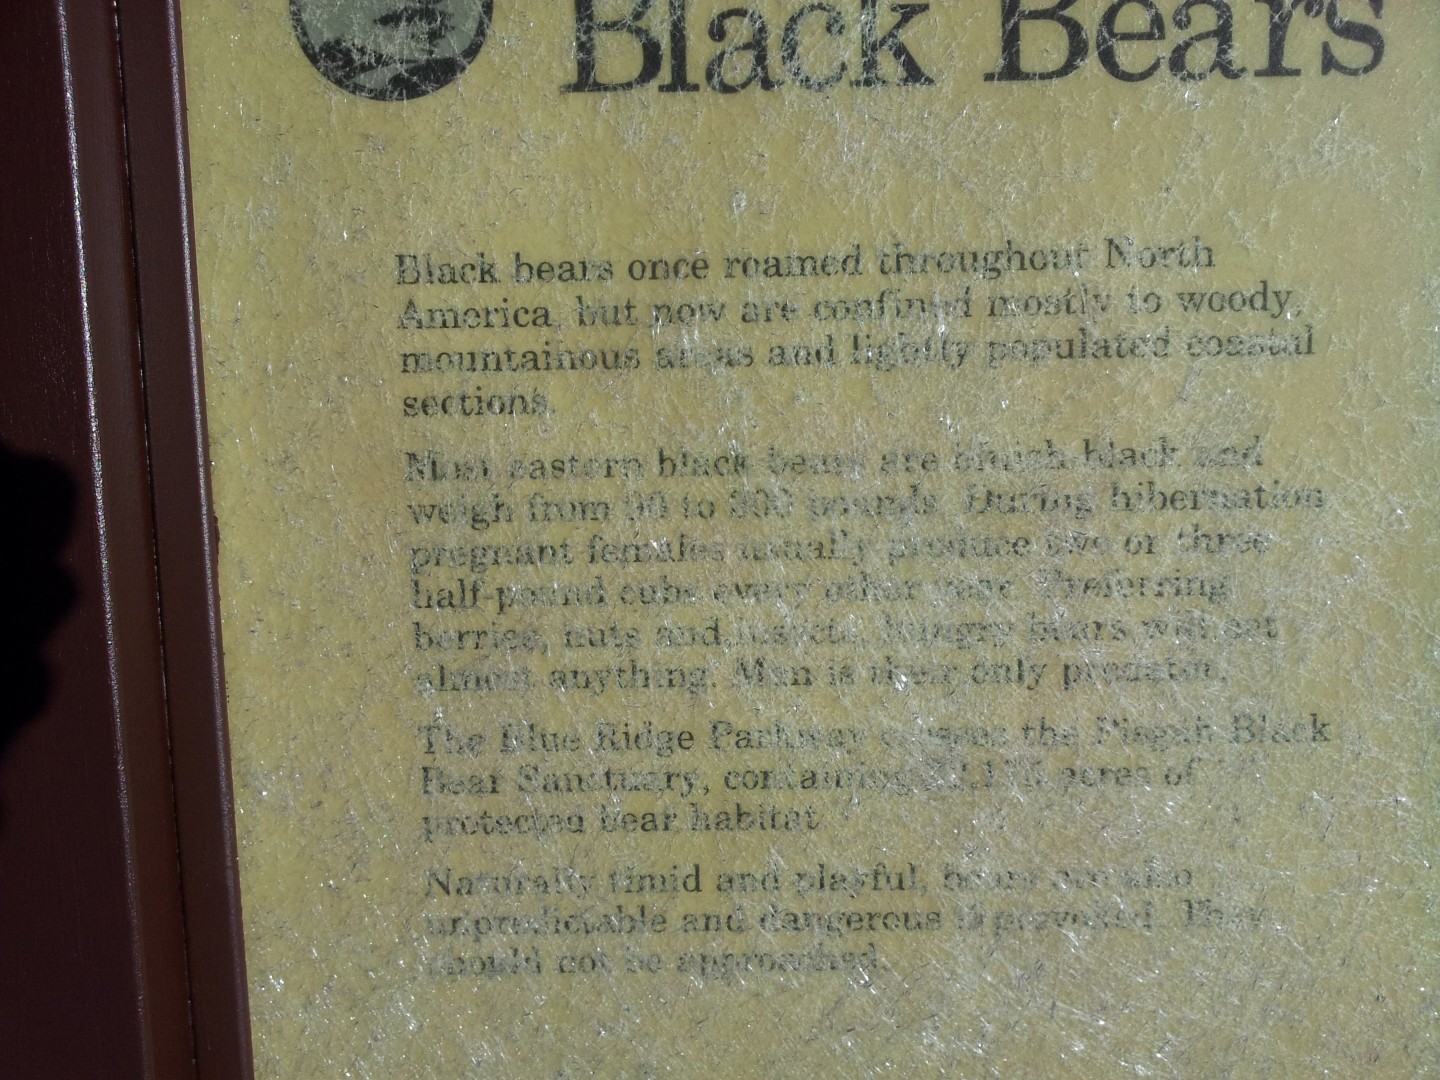 Black Bears
Black bears once roamed throughout North
America, but now are confined mostly to woody,
mountainous areas and lightly populated coastal
sections.
Most eastern black bears are bluish-black and
weigh from to 300 pounds. During hibernation
pregnant females usually produce two or three
half-pound cubs every other year. Preferring
berries, nuts and insects, hungry bears will eat
almost anything. Man is their only predator.
The Blue Ridge Parkway crosses the Pisgah Black
Bear Sanctuary, containing acres of
protected bear habitat.
Naturally timid and playful, bears are also
unpredictable and dangerous if provoked. They
should not be approached.